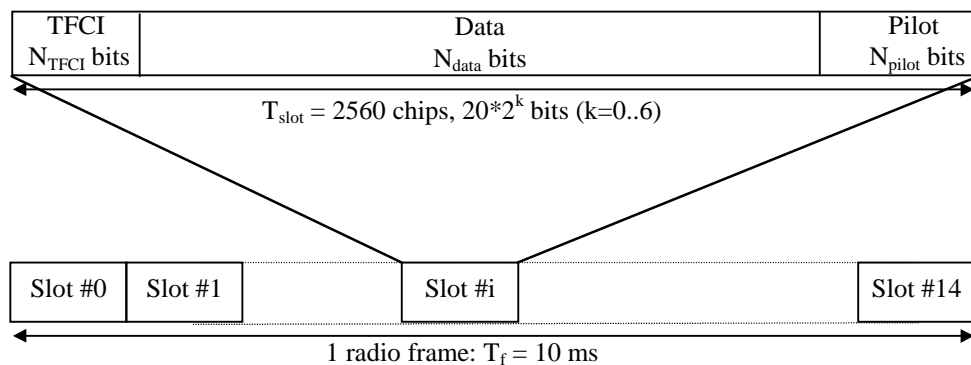 TFCI
N_TFCI bits
Data
N_data bits
Pilot
N_pilot bits
T_slot = 2560 chips, 20*2^k bits (k=0..6)
Slot #0
Slot #1
Slot #i
Slot #14
1 radio frame: T_f = 10 ms